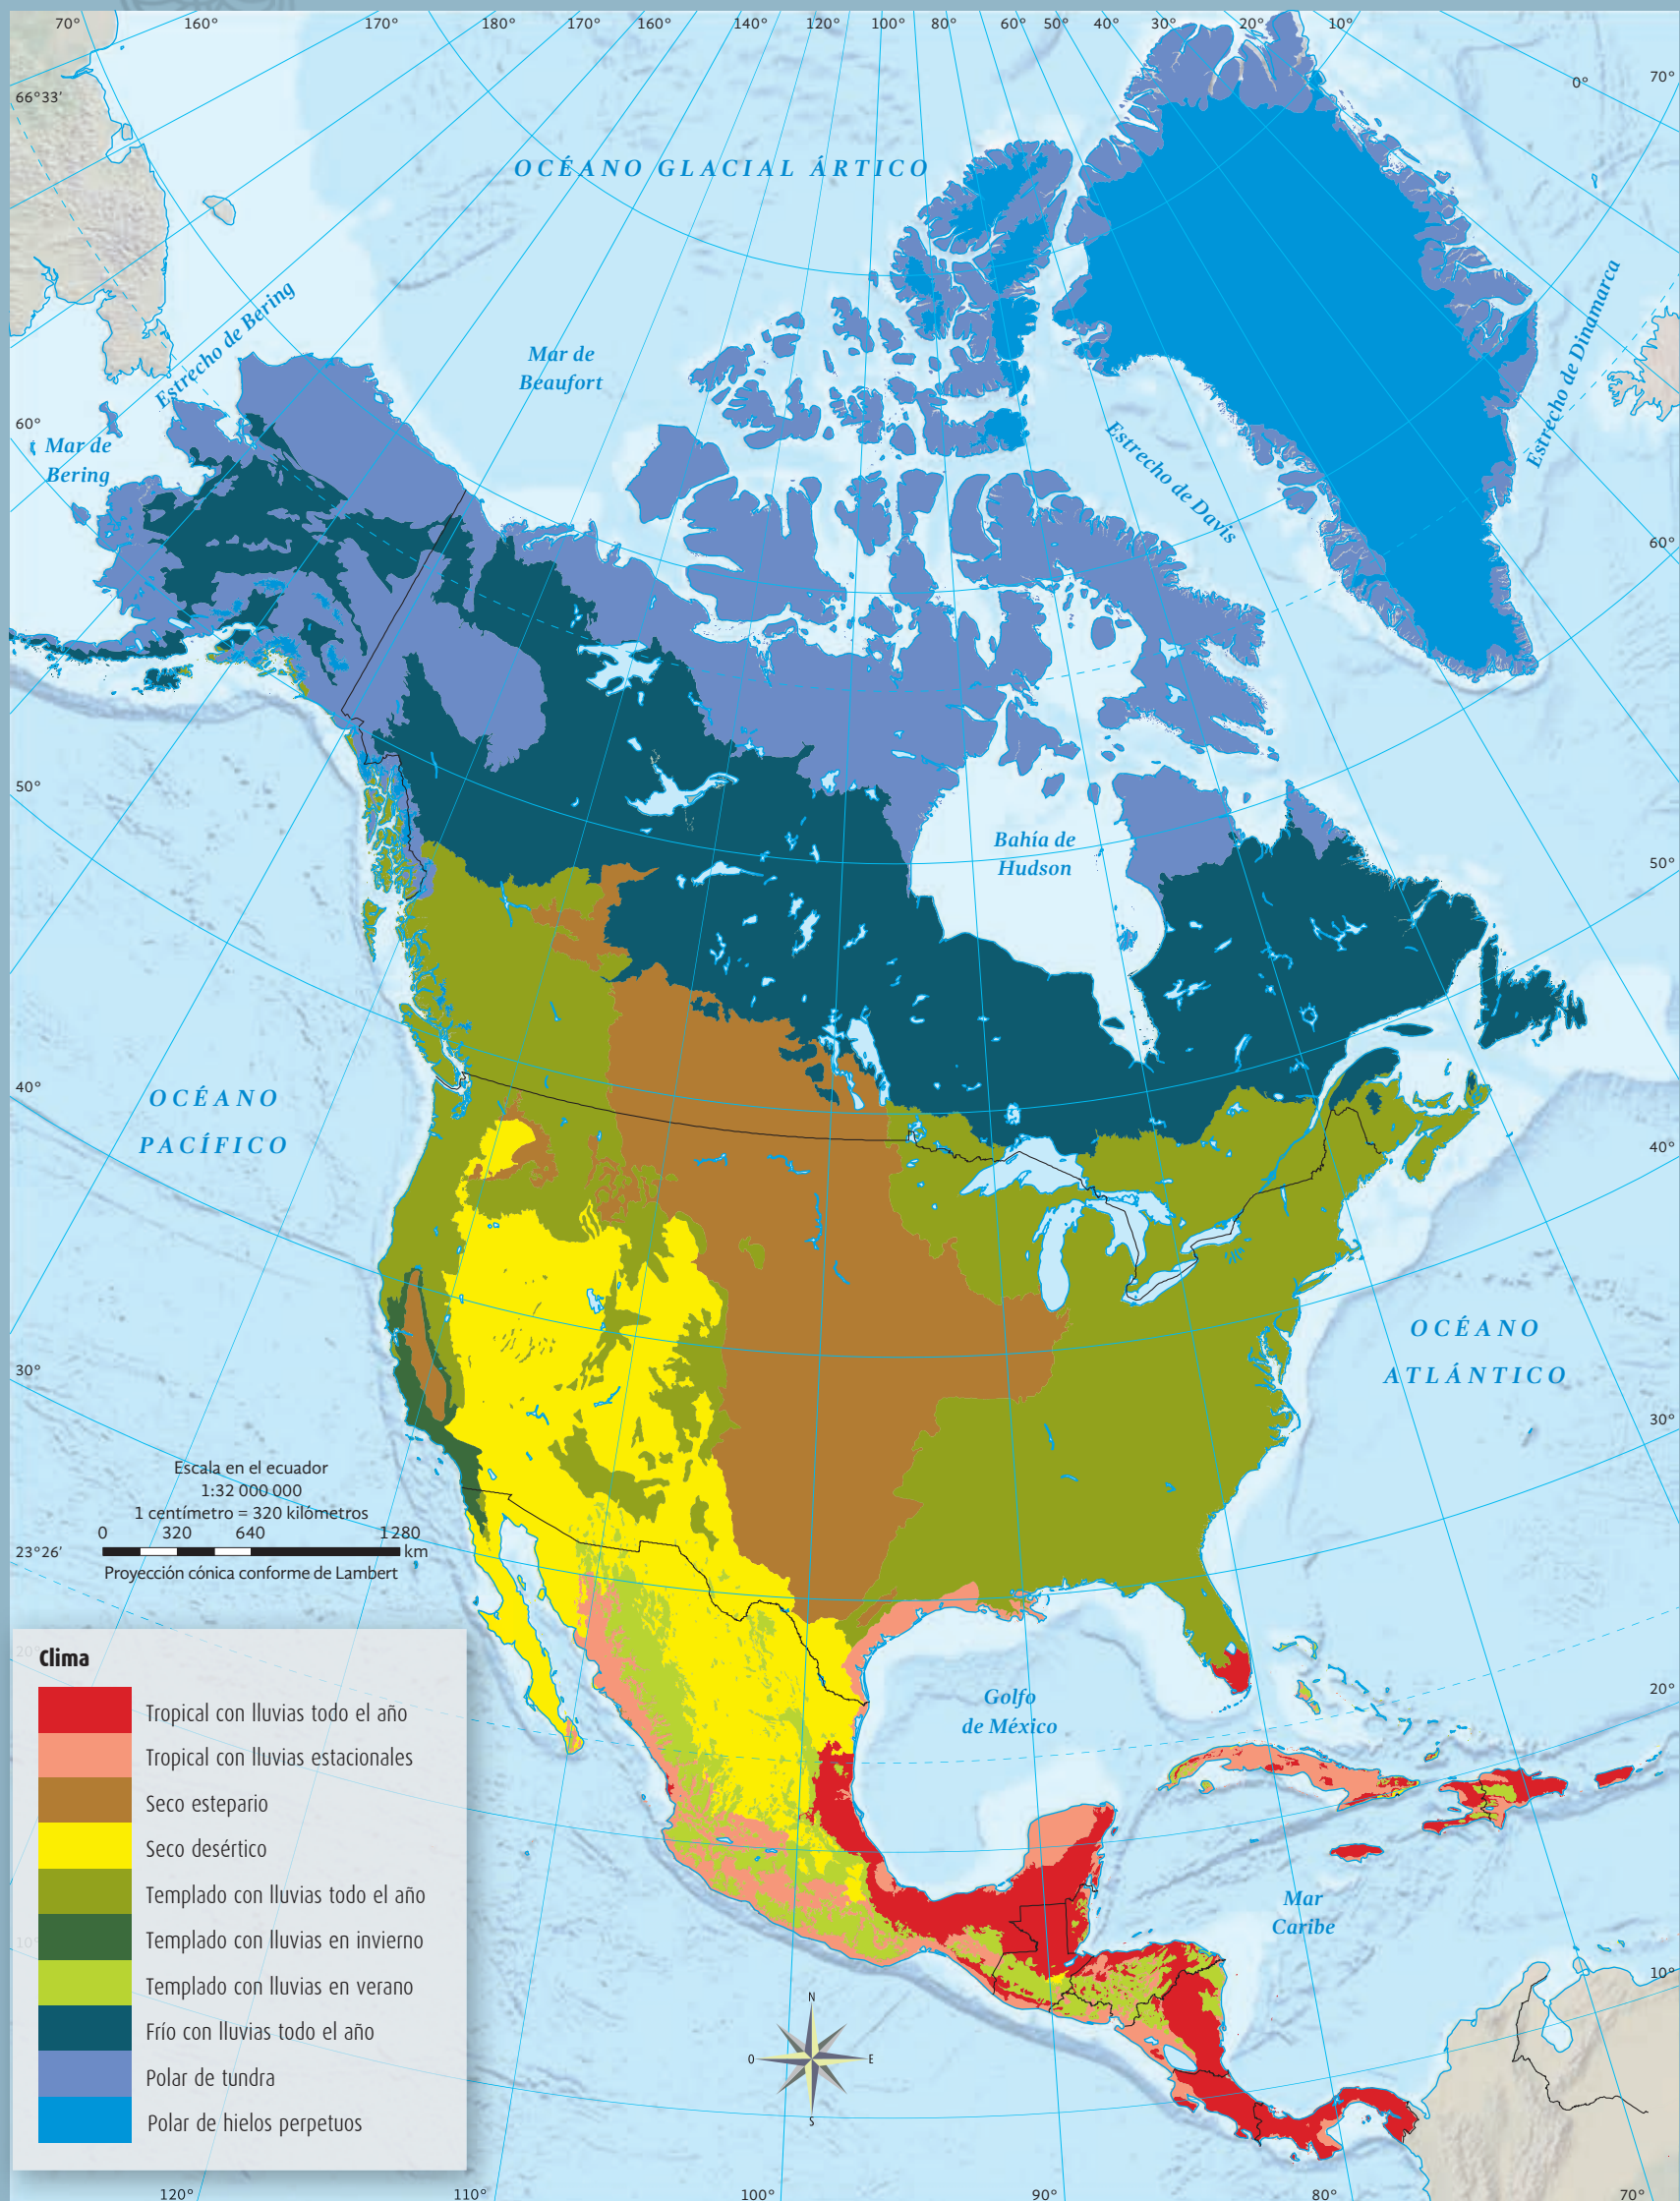 70° 160° 170° 180° 170° 160° 140° 120° 100° 80° 60° 50° 40° 30° 20° 10°
0° 70°
66°33'
OCÉANO GLACIAL ÁRTICO
Estrecho de Bering
Mar de
Beaufort
Estrecho de Dinamarca
60°
Mar de
Bering
Estrecho de Davis
60°
50°
Bahía de
Hudson
50°
40°
OCÉANO
PACÍFICO
40°
OCÉANO
ATLÁNTICO
30°
30°
Escala en el ecuador
1:32 000 000
1 centímetro = 320 kilómetros
0 320 640 1280
km
Proyección cónica conforme de Lambert
23°26'
20°
Golfo
de México
20°
Clima
Tropical con lluvias todo el año
Tropical con lluvias estacionales
Seco estepario
Seco desértico
Templado con lluvias todo el año
Templado con lluvias en invierno
Templado con lluvias en verano
Frío con lluvias todo el año
Polar de tundra
Polar de hielos perpetuos
10°
Mar
Caribe
10°
N
O E
S
120° 110° 100° 90° 80° 70°